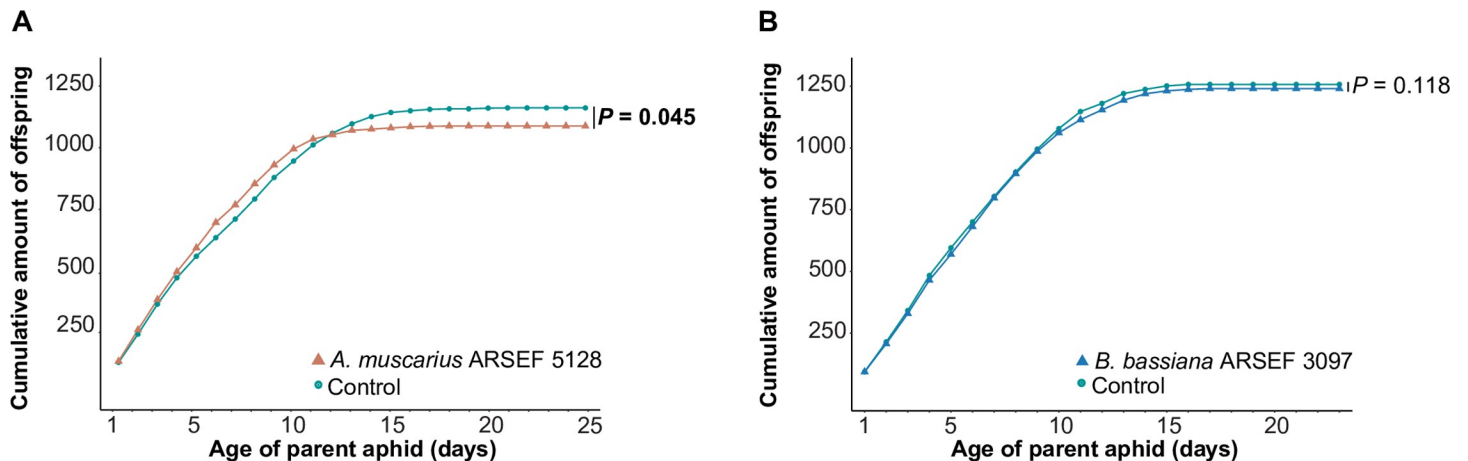 A
Cumulative amount of offspring
1250
1000
750
500
250
P = 0.045
A. muscarius ARSEF 5128
Control
1 5 10 15 20 25
Age of parent aphid (days)
B
Cumulative amount of offspring
1250
1000
750
500
250
P = 0.118
B. bassiana ARSEF 3097
Control
1 5 10 15 20
Age of parent aphid (days)